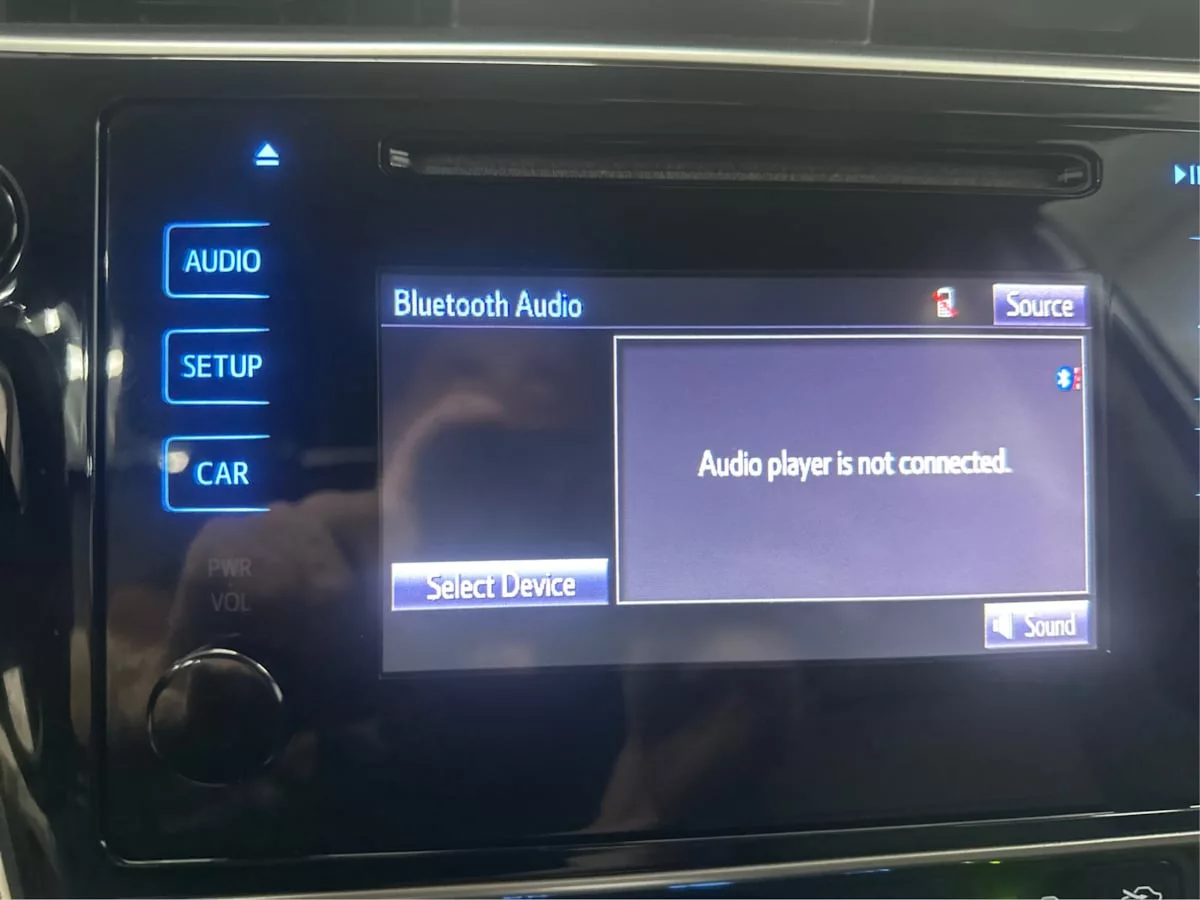 AUDIO
SETUP
CAR
PWR
VOL
Bluetooth Audio
Source
Audio player is not connected.
Select Device
Sound